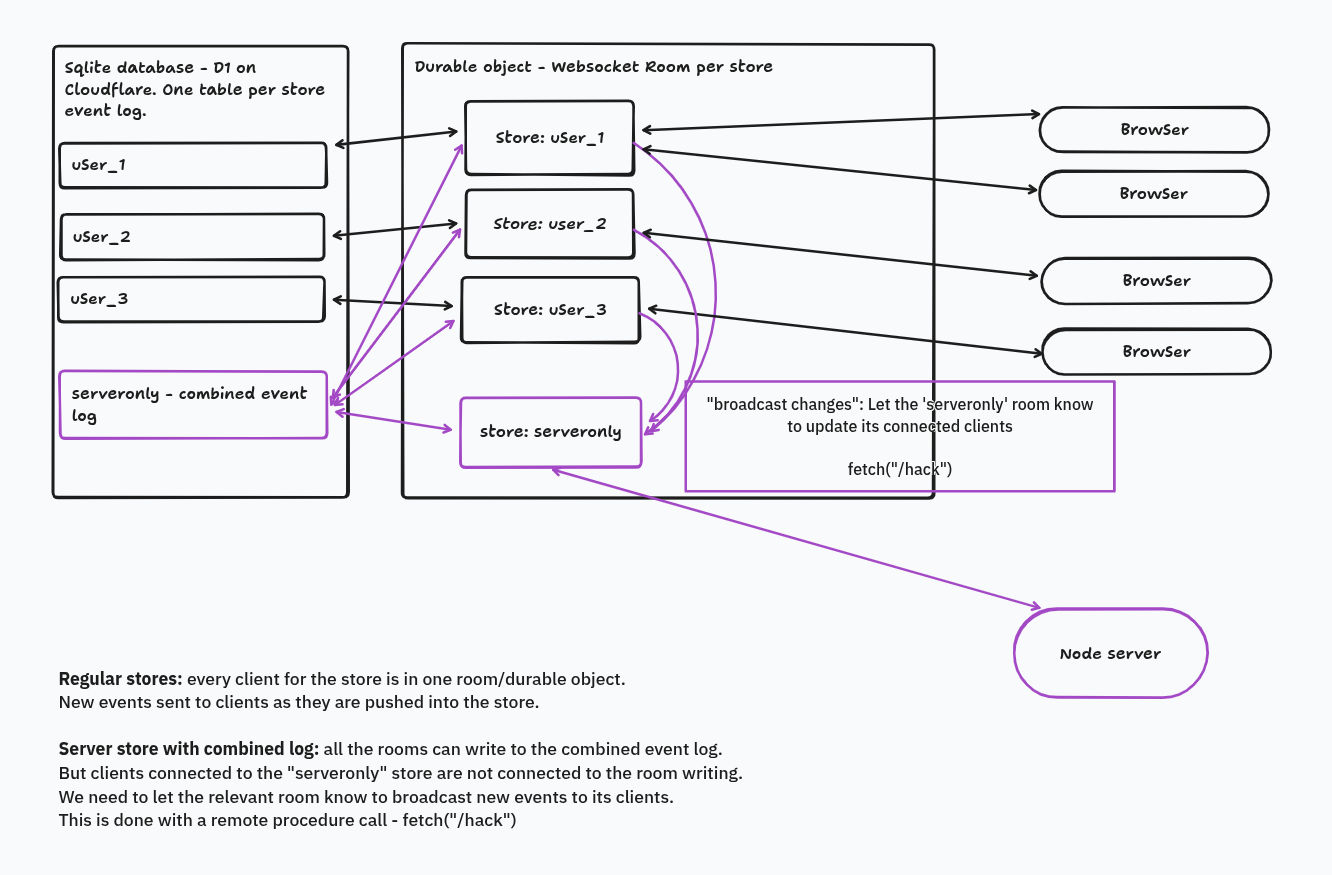 Sqlite database - D1 on
Cloudflare. One table per store
event log.
user_1
user_2
user_3
serveronly - combined event
log
Durable object - Websocket Room per store
Store: user_1
Store: user_2
Store: user_3
store: serveronly
Browser
Browser
Browser
Browser
"broadcast changes": Let the 'serveronly' room know
to update its connected clients
fetch("/hack")
Node server
Regular stores: every client for the store is in one room/durable object.
New events sent to clients as they are pushed into the store.
Server store with combined log: all the rooms can write to the combined event log.
But clients connected to the "serveronly" store are not connected to the room writing.
We need to let the relevant room know to broadcast new events to its clients.
This is done with a remote procedure call - fetch("/hack")